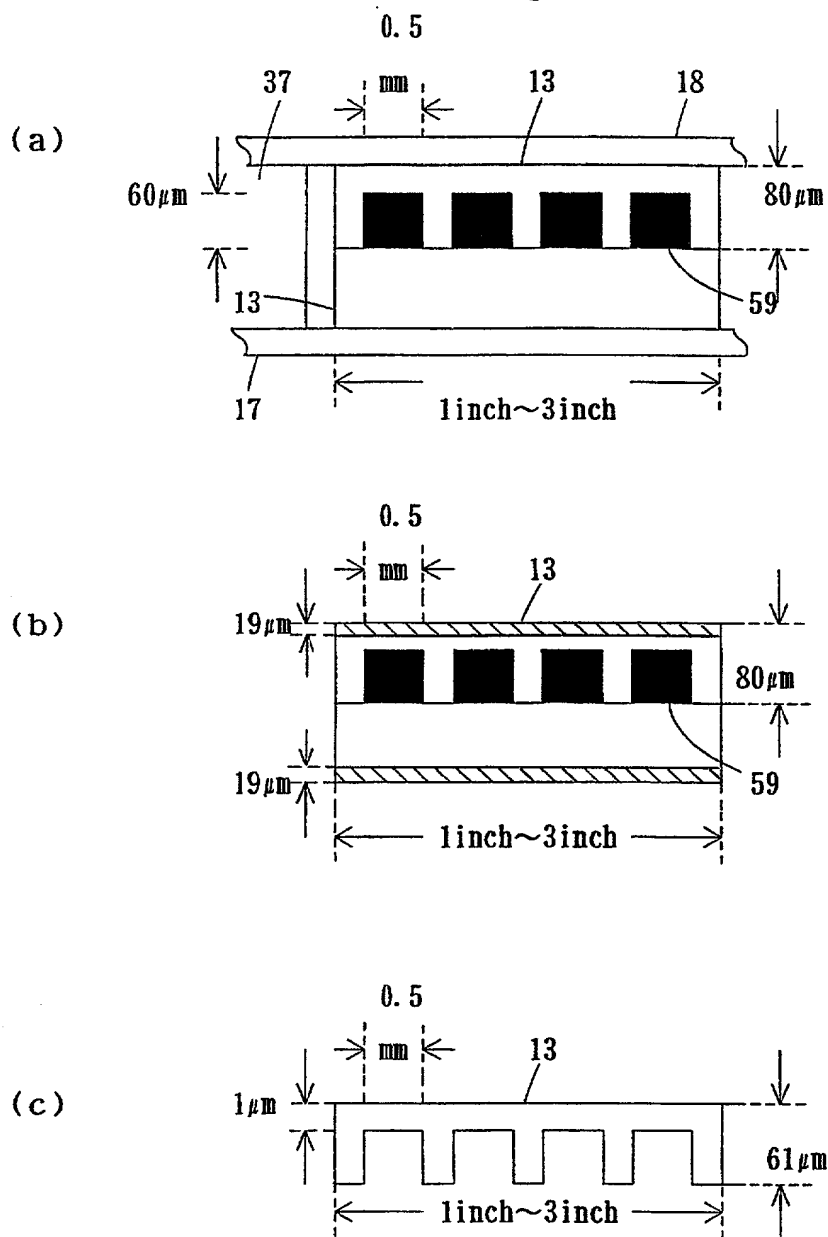 0.5
mm
37
13
18
(a)
60μm
80μm
13
59
17
1inch~3inch
0.5
mm
13
(b)
19μm
80μm
19μm
59
1inch~3inch
0.5
mm
13
(c)
1μm
61μm
1inch~3inch